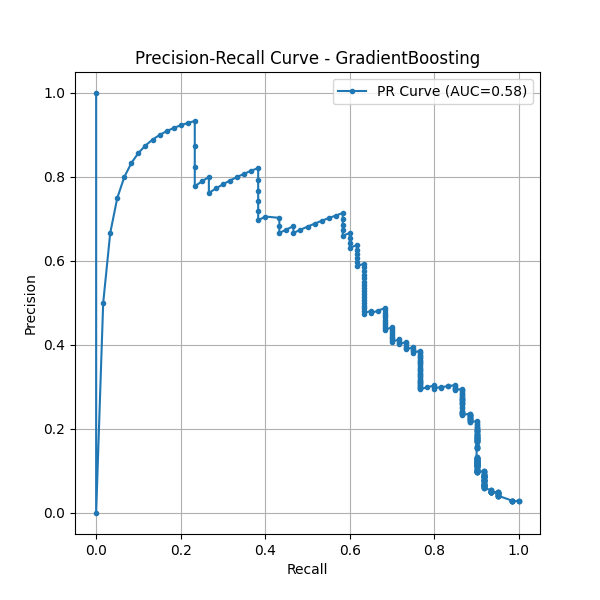 Precision-Recall Curve - GradientBoosting
PR Curve (AUC=0.58)
1.0
0.8
0.6
0.4
0.2
0.0
Precision
0.0 0.2 0.4 0.6 0.8 1.0
Recall